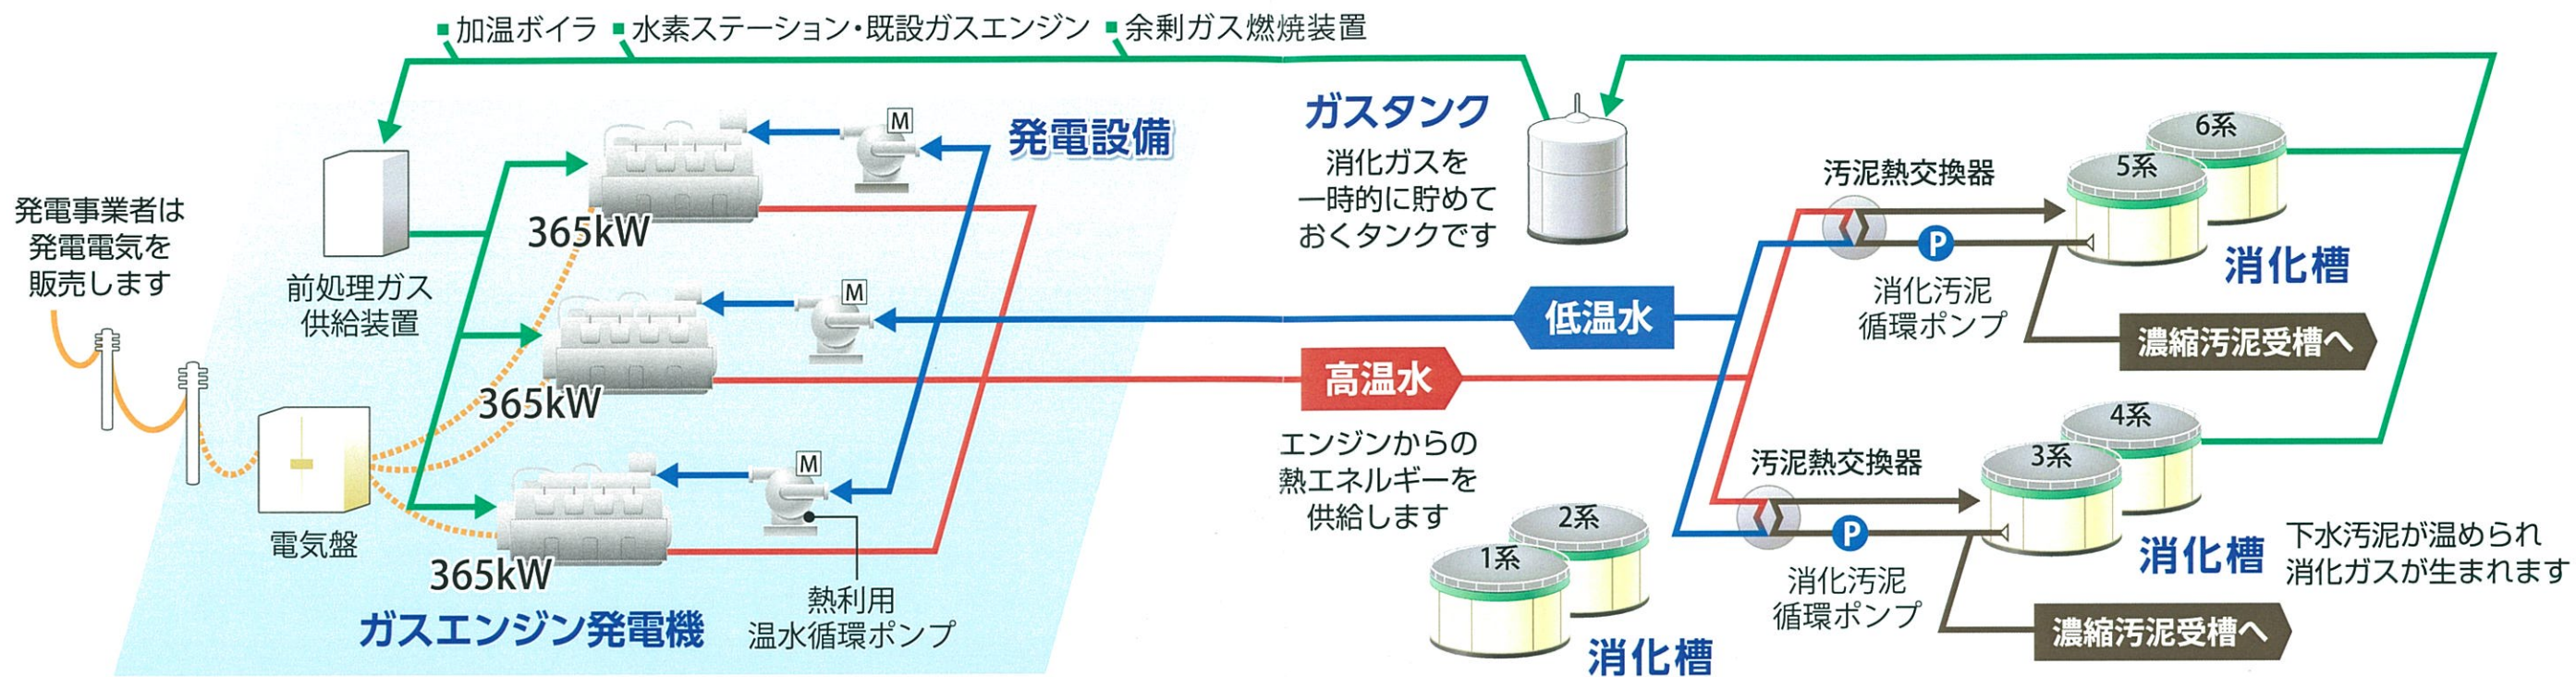 ▪加温ボイラ ▪水素ステーション・既設ガスエンジン ▪余剰ガス燃焼装置
発電設備
M
365kW
M
365kW
M
365kW
前処理ガス
供給装置
発電事業者は
発電電気を
販売します
電気盤
ガスエンジン発電機
熱利用
温水循環ポンプ
ガスタンク
消化ガスを
一時的に貯めて
おくタンクです
低温水
高温水
エンジンからの
熱エネルギーを
供給します
汚泥熱交換器
P
消化汚泥
循環ポンプ
6系
5系
消化槽
濃縮汚泥受槽へ
汚泥熱交換器
P
消化汚泥
循環ポンプ
4系
3系
消化槽
下水汚泥が温められ
消化ガスが生まれます
濃縮汚泥受槽へ
2系
1系
消化槽